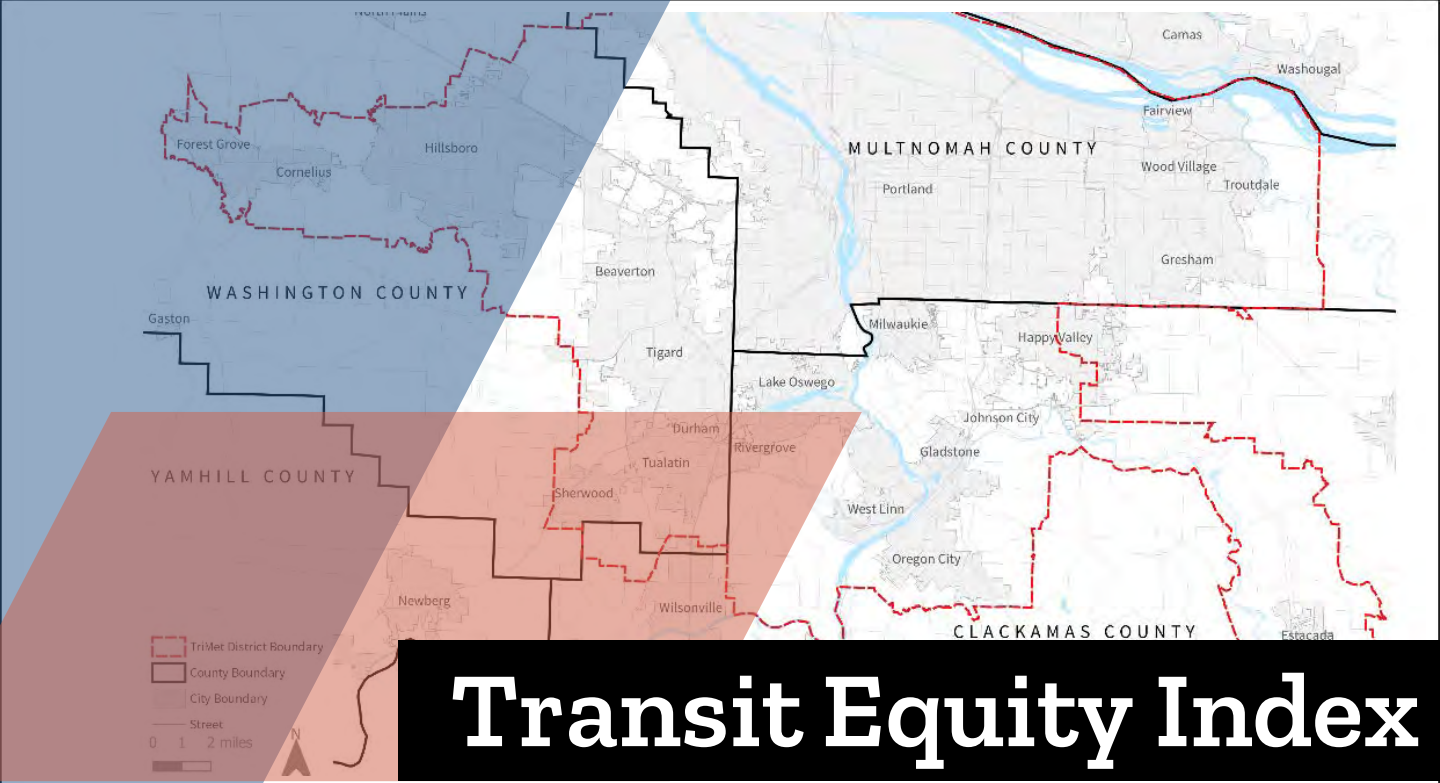 North Plains
Camas
Washougal
Fairview
Forest Grove
Hillsboro
MULTNOMAH COUNTY
Cornelius
Wood Village
Portland
Troutdale
Beaverton
Gresham
WASHINGTON COUNTY
Gaston
Milwaukie
Happy Valley
Tigard
Lake Oswego
Johnson City
Durham
Rivergrove
Gladstone
Tualatin
YAMHILL COUNTY
Sherwood
West Linn
Oregon City
Newberg
Wilsonville
CLACKAMAS COUNTY
Estacada
TriMet District Boundary
County Boundary
City Boundary
Street
0 1 2 miles
N
Transit Equity Index